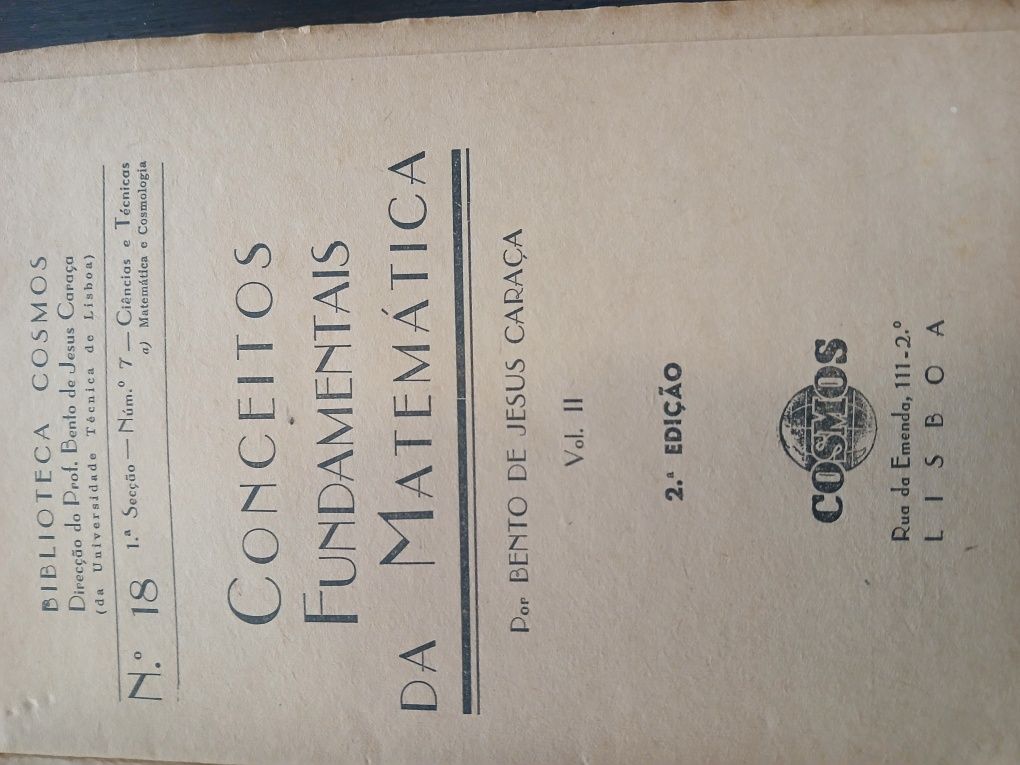 BIBLIOTECA COSMOS
Direcção do Prof. Bento de Jesus Caraça
(da Universidade Técnica de Lisboa)
N.º 18 1.ª Secção — Núm.º 7 — Ciências e Técnicas
a) Matemática e Cosmologia
CONCEITOS
FUNDAMENTAIS
DA MATEMÁTICA
Por BENTO DE JESUS CARAÇA
Vol. II
2.ª EDIÇÃO
COSMOS
Rua da Emenda, 111-2.º
LISBOA